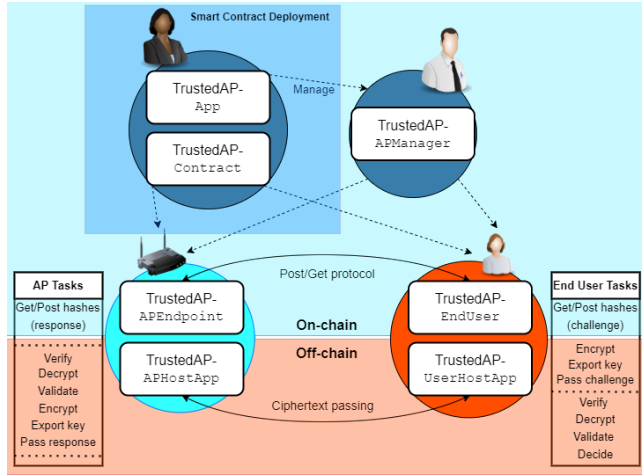 Smart Contract Deployment
TrustedAP-
App
Manage
TrustedAP-
Contract
TrustedAP-
APManager
AP Tasks
Get/Post hashes
(response)
Verify
Decrypt
Validate
Encrypt
Export key
Pass response
Post/Get protocol
TrustedAP-
APEndpoint
TrustedAP-
EndUser
On-chain
Off-chain
TrustedAP-
APHostApp
TrustedAP-
UserHostApp
Ciphertext passing
End User Tasks
Get/Post hashes
(challenge)
Encrypt
Export key
Pass challenge
Verify
Decrypt
Validate
Decide